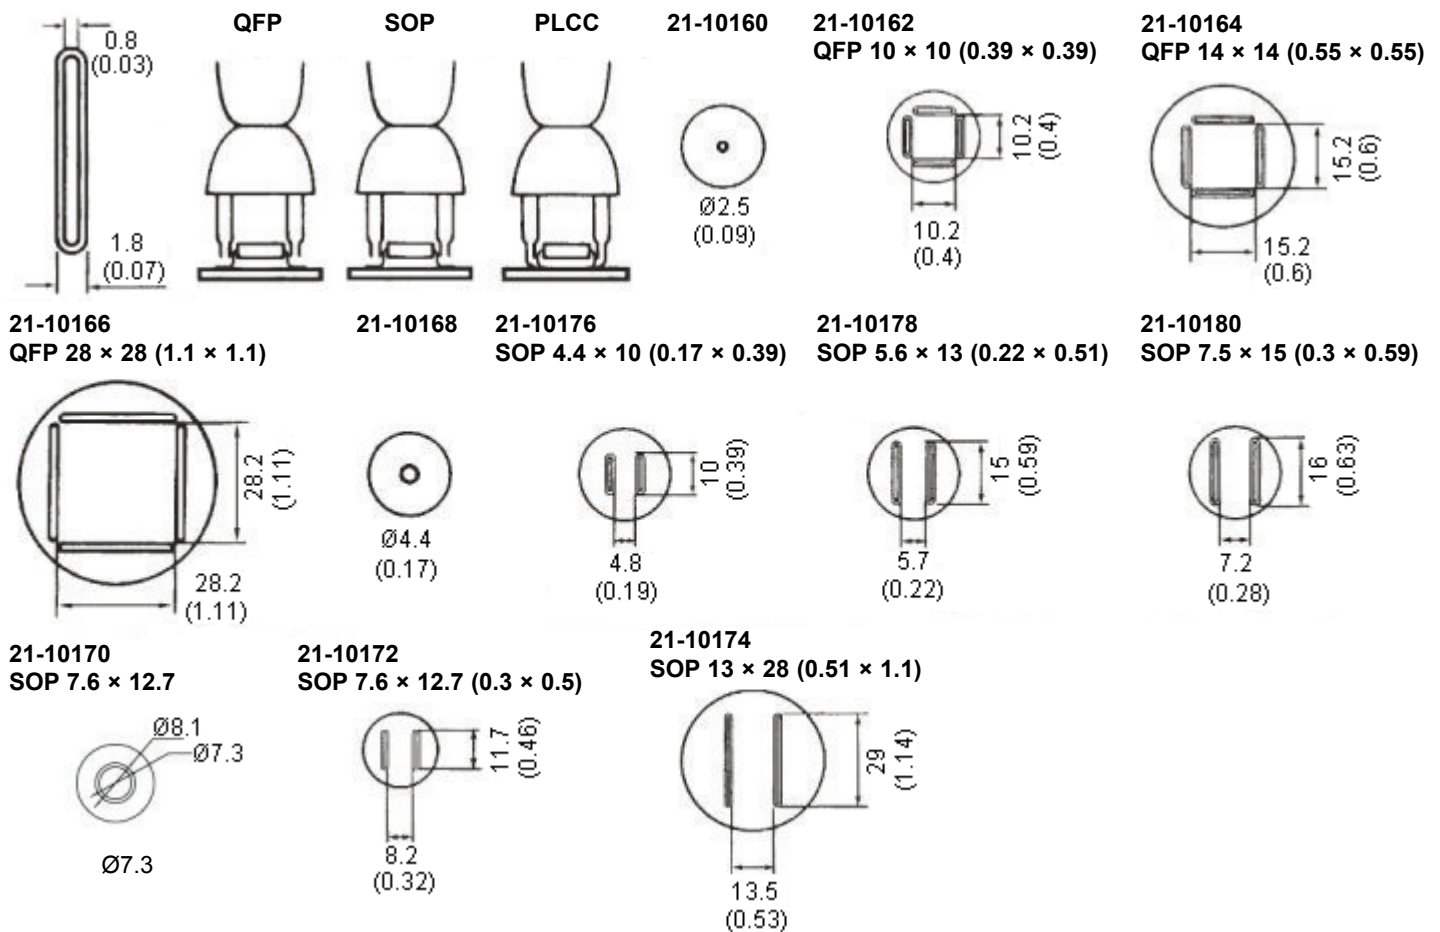 0.8
(0.03)
1.8
(0.07)
QFP
SOP
PLCC
21-10160
Ø2.5
(0.09)
21-10162
QFP 10 × 10 (0.39 × 0.39)
10.2
(0.4)
10.2
(0.4)
21-10164
QFP 14 × 14 (0.55 × 0.55)
15.2
(0.6)
15.2
(0.6)
21-10166
QFP 28 × 28 (1.1 × 1.1)
28.2
(1.11)
28.2
(1.11)
21-10168
Ø4.4
(0.17)
21-10176
SOP 4.4 × 10 (0.17 × 0.39)
10
(0.39)
4.8
(0.19)
21-10178
SOP 5.6 × 13 (0.22 × 0.51)
15
(0.59)
5.7
(0.22)
21-10180
SOP 7.5 × 15 (0.3 × 0.59)
16
(0.63)
7.2
(0.28)
21-10170
SOP 7.6 × 12.7
Ø8.1
Ø7.3
Ø7.3
21-10172
SOP 7.6 × 12.7 (0.3 × 0.5)
11.7
(0.46)
8.2
(0.32)
21-10174
SOP 13 × 28 (0.51 × 1.1)
29
(1.14)
13.5
(0.53)